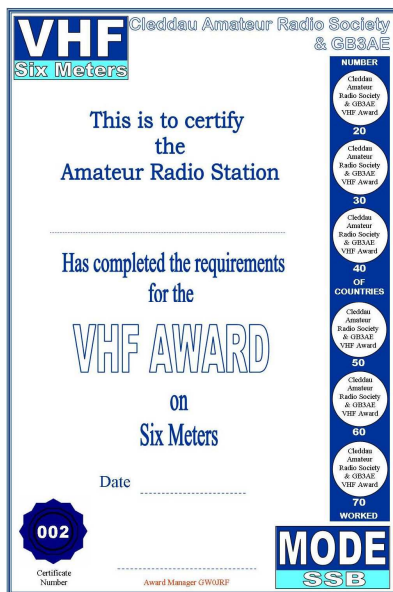 VHF
Six Meters
Cleddau Amateur Radio Society
& GB3AE
This is to certify
the
Amateur Radio Station
Has completed the requirements
for the
VHF AWARD
on
Six Meters
Date
002
Certificate
Number
Award Manager GW0JRF
NUMBER
Cleddau
Amateur
Radio Society
& GB3AE
VHF Award
20
Cleddau
Amateur
Radio Society
& GB3AE
VHF Award
30
Cleddau
Amateur
Radio Society
& GB3AE
VHF Award
40
OF
COUNTRIES
Cleddau
Amateur
Radio Society
& GB3AE
VHF Award
50
Cleddau
Amateur
Radio Society
& GB3AE
VHF Award
60
Cleddau
Amateur
Radio Society
& GB3AE
VHF Award
70
WORKED
MODE
SSB